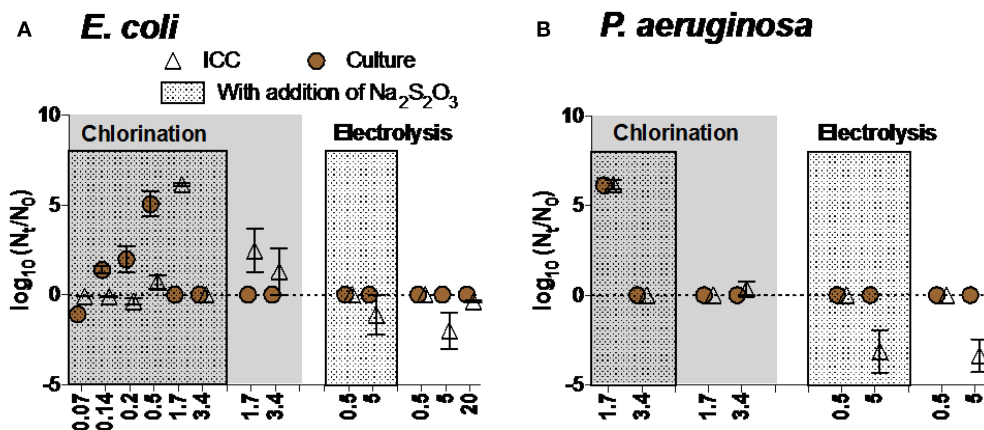 A E. coli
△ ICC ● Culture
With addition of Na₂S₂O₃
Chlorination Electrolysis
log₁₀ (Nₜ/N₀)
10
5
0
-5
0.07 0.14 0.2 0.5 1.7 3.4 1.7 3.4 0.5 5 0.5 5 20
B P. aeruginosa
Chlorination Electrolysis
log₁₀ (Nₜ/N₀)
10
5
0
-5
1.7 3.4 1.7 3.4 0.5 5 0.5 5